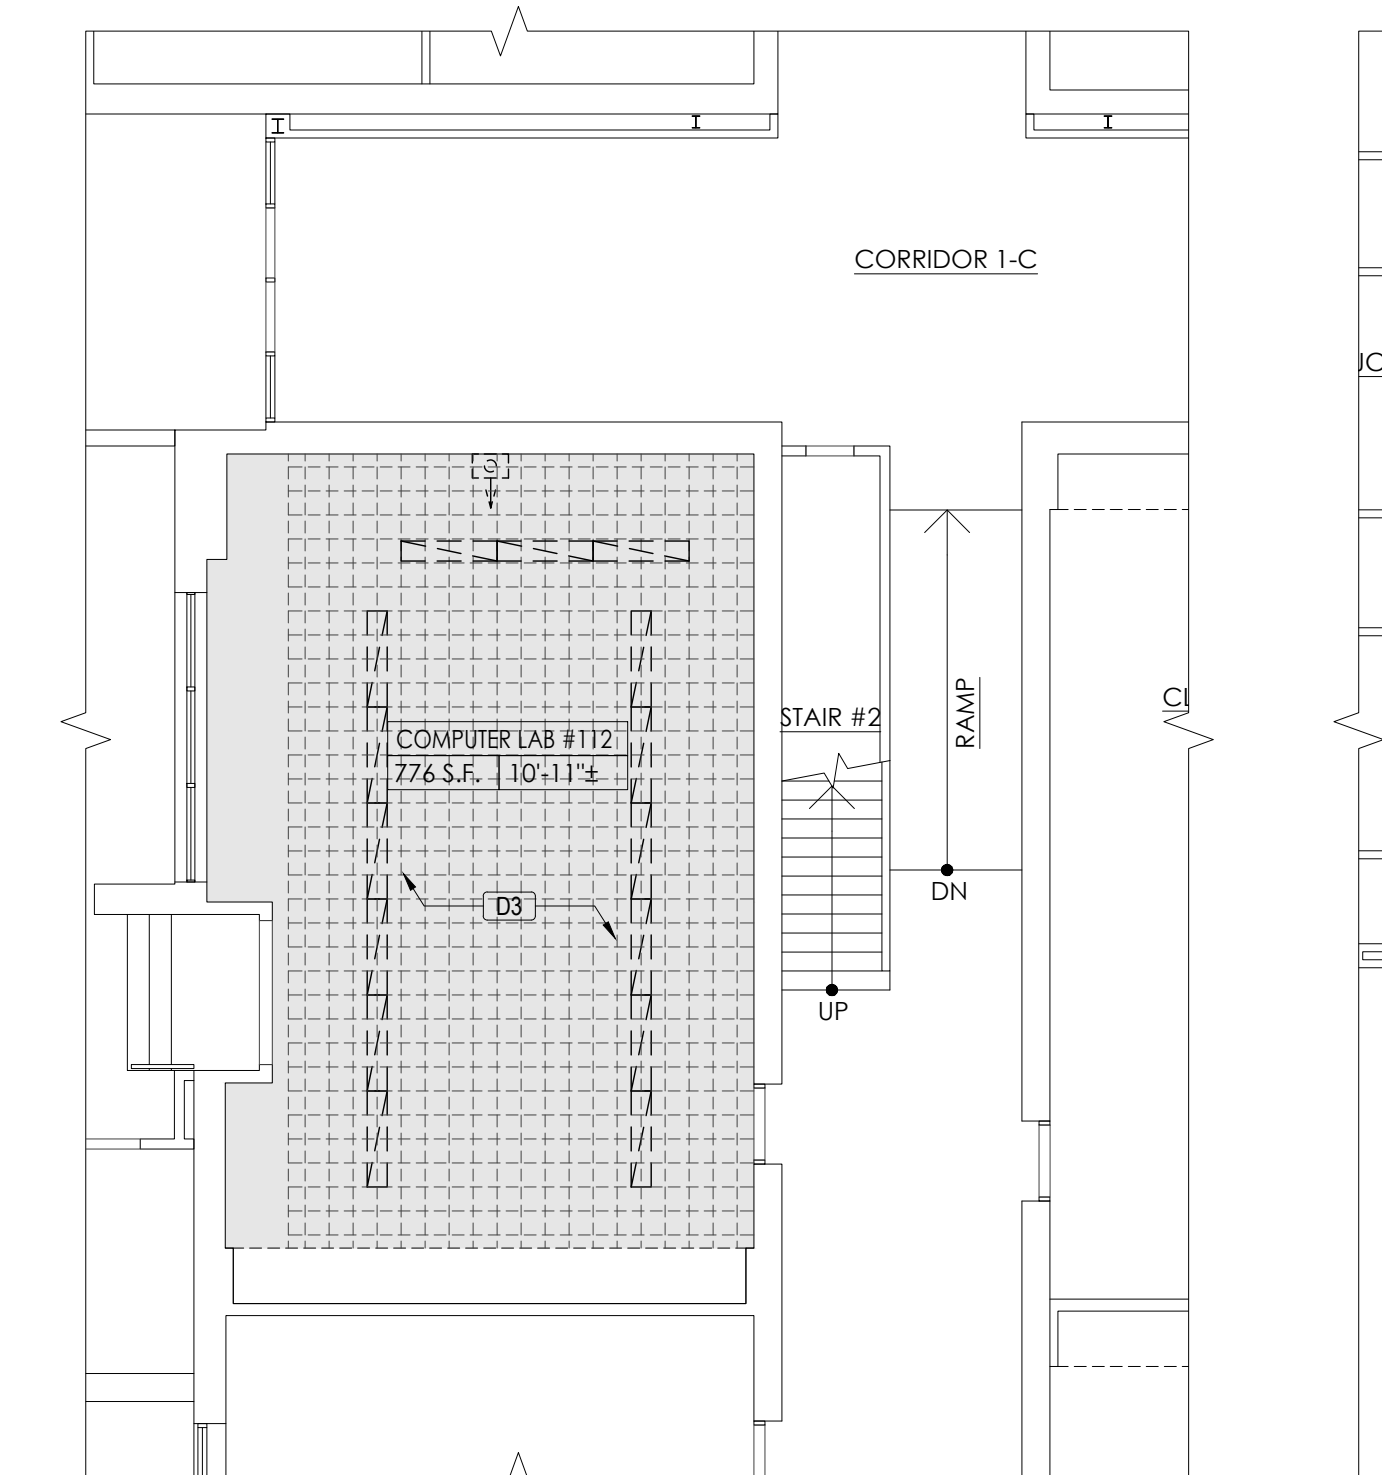 CORRIDOR 1-C
STAIR #2
RAMP
COMPUTER LAB #112
776 S.F. 10'-11"±
D3
DN
UP